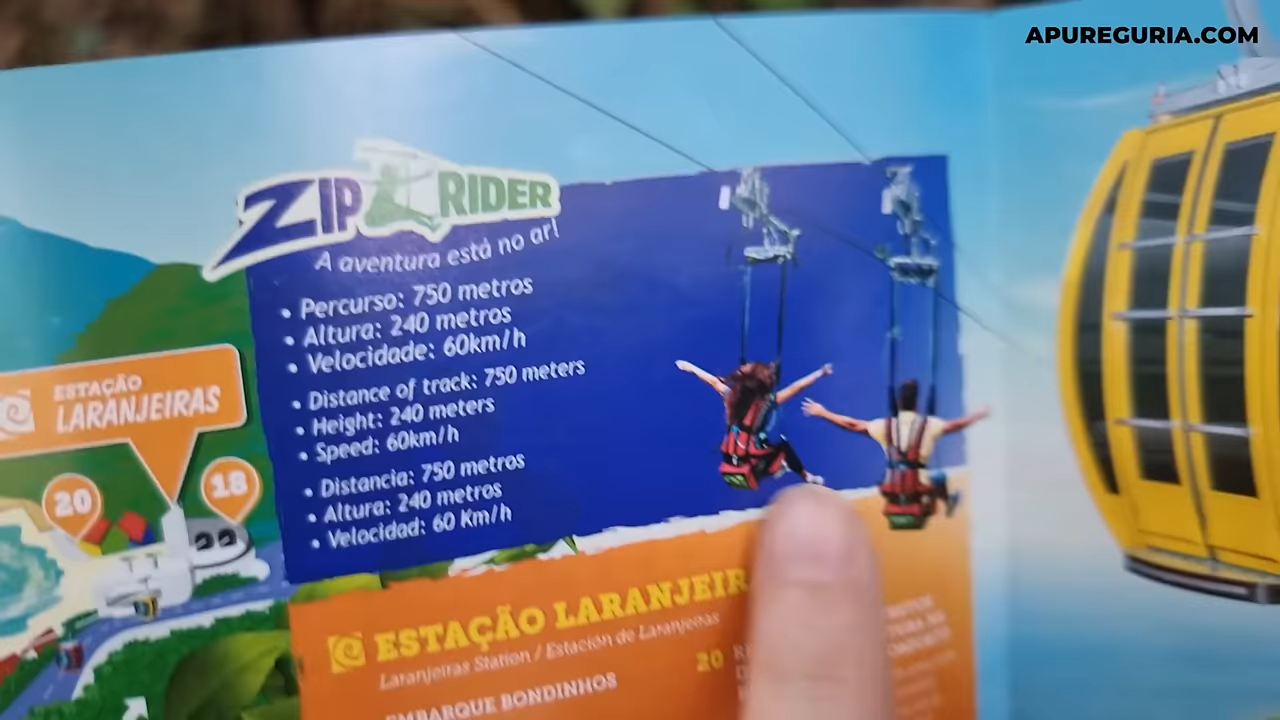 APUREGURIA.COM
ZIP RIDER
A aventura está no ar!
• Percurso: 750 metros
• Altura: 240 metros
• Velocidade: 60km/h
• Distance of track: 750 meters
• Height: 240 meters
• Speed: 60km/h
• Distancia: 750 metros
• Altura: 240 metros
• Velocidad: 60 Km/h
ESTAÇÃO
LARANJEIRAS
20
18
ESTAÇÃO LARANJEIR
Laranjeiras Station / Estación de Laranjeiras
EMBARQUE BONDINHOS
20